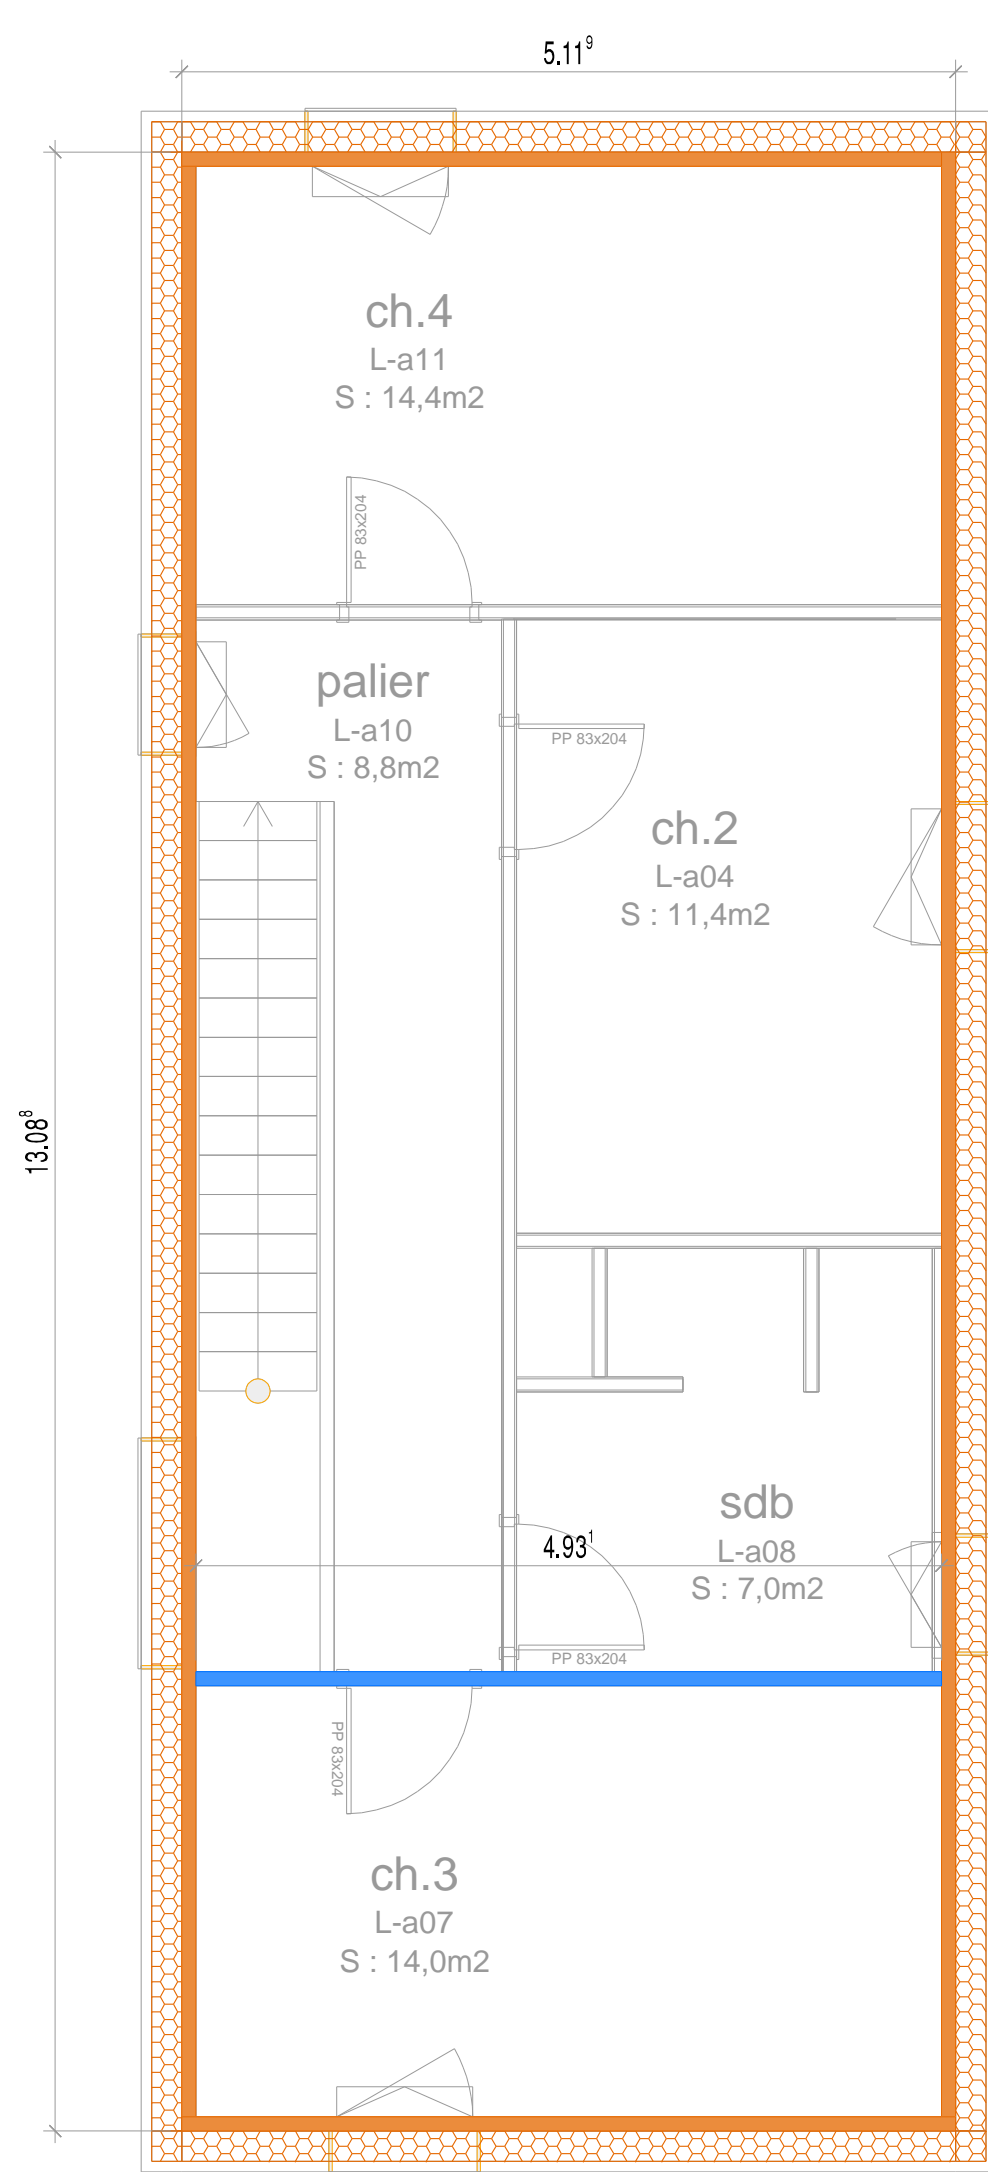 5.11⁹
ch.4
L-a11
S : 14,4m2
PP 83x204
palier
L-a10
S : 8,8m2
PP 83x204
ch.2
L-a04
S : 11,4m2
13.08⁸
sdb
L-a08
S : 7,0m2
4.93¹
PP 83x204
PP 83x204
ch.3
L-a07
S : 14,0m2